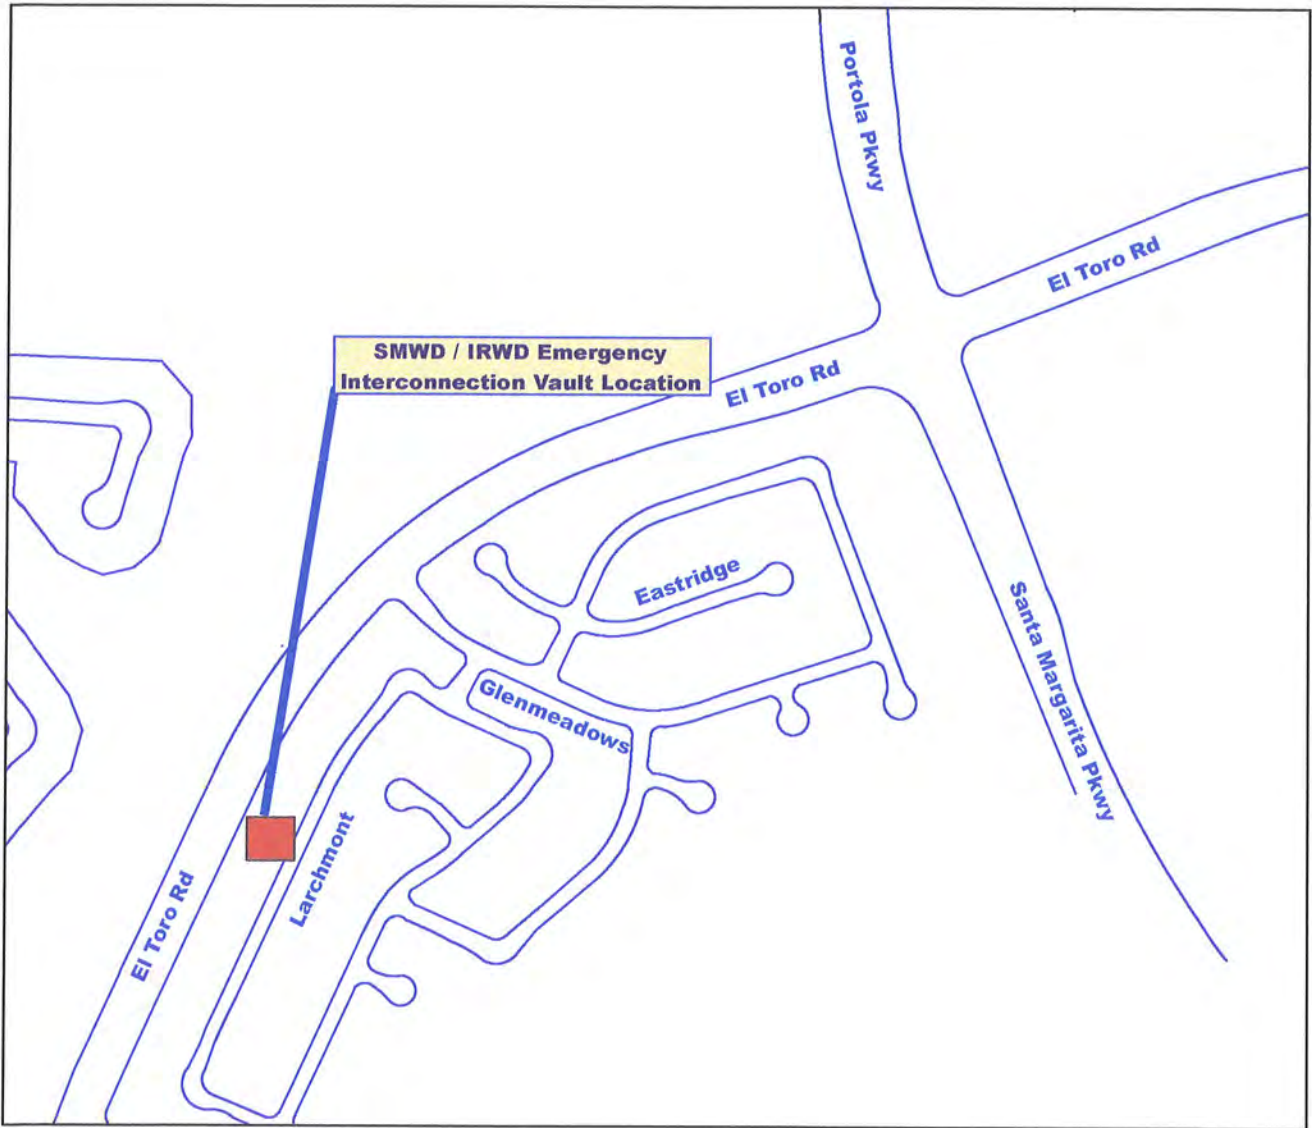 Portola Pkwy
El Toro Rd
SMWD / IRWD Emergency
Interconnection Vault Location
El Toro Rd
Eastridge
Santa Margarita Pkwy
Glenmeadows
Larchmont
El Toro Rd